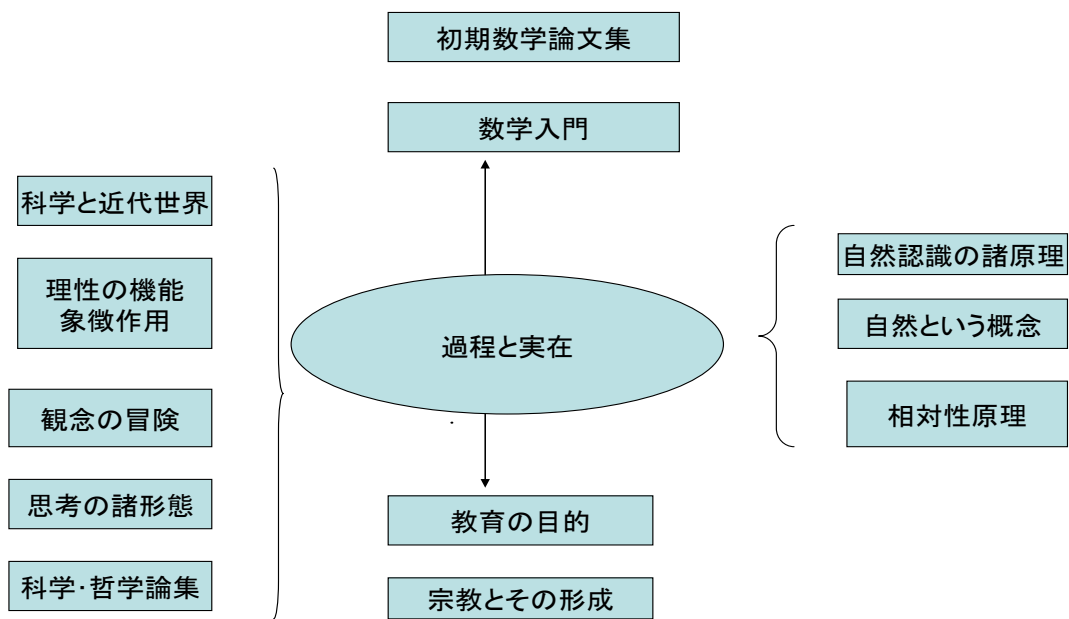 初期数学論文集
数学入門
科学と近代世界
理性の機能
象徴作用
観念の冒険
思考の諸形態
科学・哲学論集
過程と実在
自然認識の諸原理
自然という概念
相対性原理
教育の目的
宗教とその形成